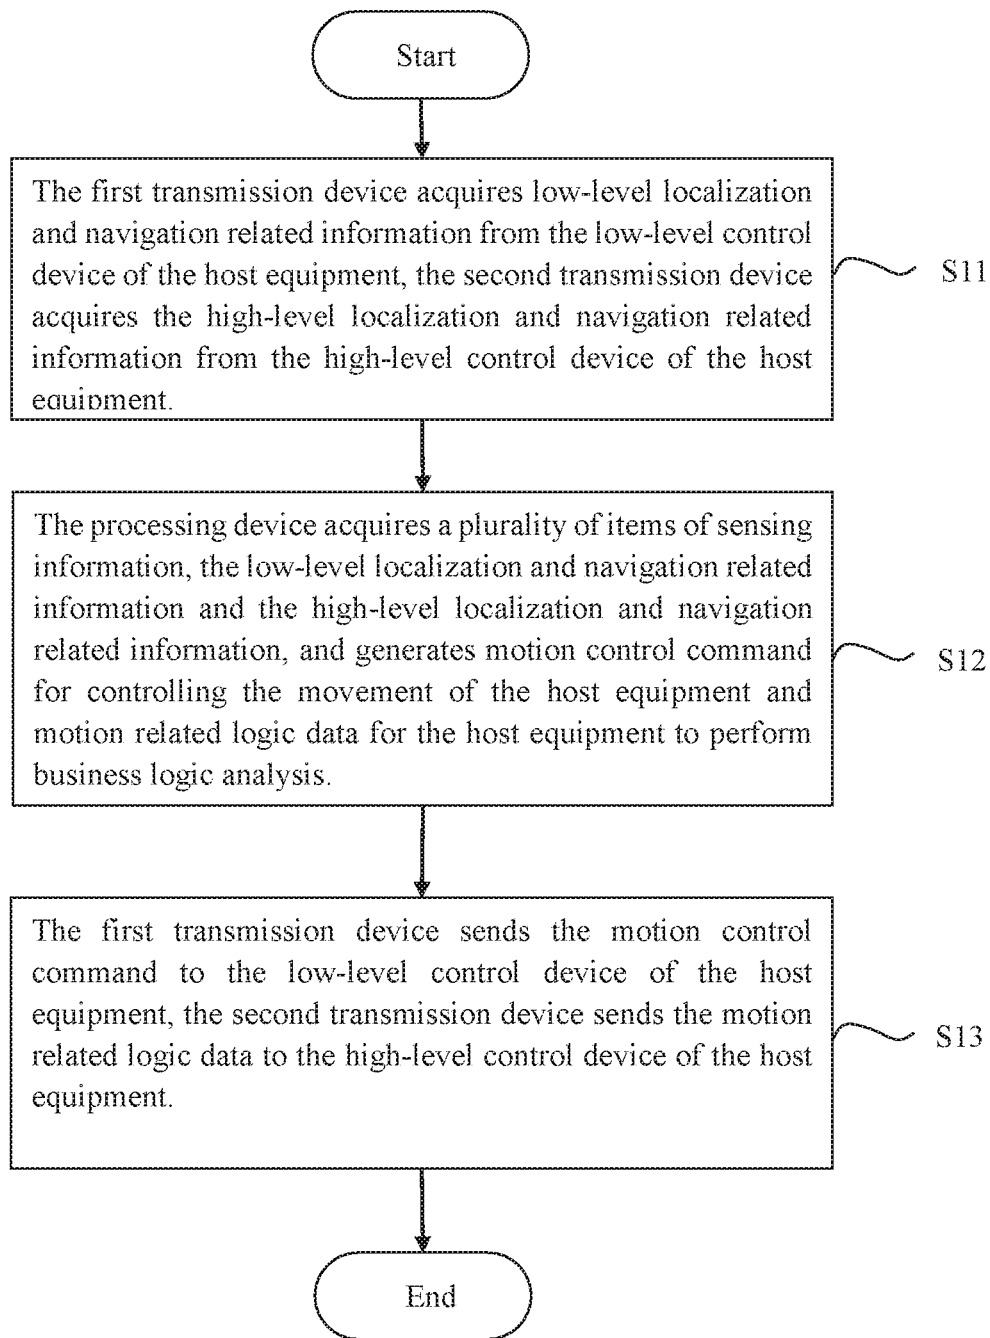 Start
The first transmission device acquires low-level localization
and navigation related information from the low-level control
device of the host equipment, the second transmission device
acquires the high-level localization and navigation related
information from the high-level control device of the host
equipment.
S11
The processing device acquires a plurality of items of sensing
information, the low-level localization and navigation related
information and the high-level localization and navigation
related information, and generates motion control command
for controlling the movement of the host equipment and
motion related logic data for the host equipment to perform
business logic analysis.
S12
The first transmission device sends the motion control
command to the low-level control device of the host
equipment, the second transmission device sends the motion
related logic data to the high-level control device of the host
equipment.
S13
End